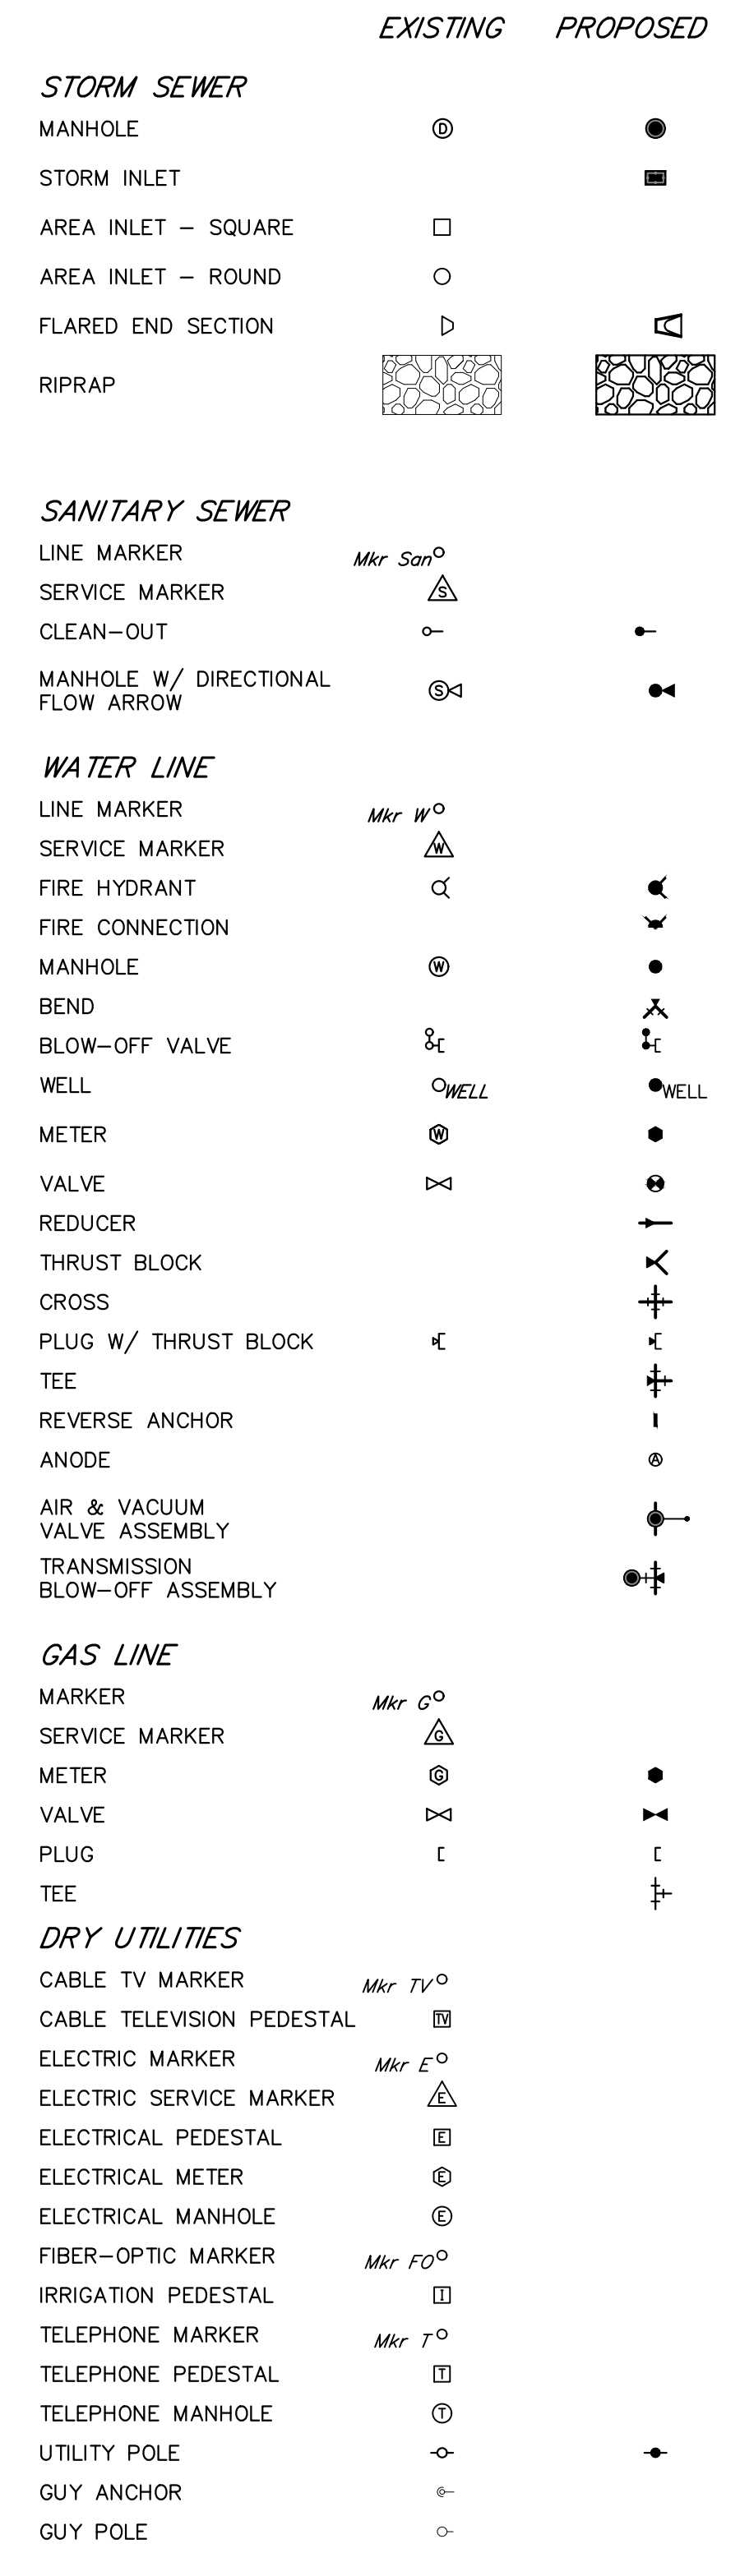 EXISTING PROPOSED
STORM SEWER
MANHOLE D
STORM INLET
AREA INLET - SQUARE
AREA INLET - ROUND
FLARED END SECTION
RIPRAP
SANITARY SEWER
LINE MARKER Mkr San
SERVICE MARKER S
CLEAN-OUT
MANHOLE W/ DIRECTIONAL
FLOW ARROW S
WATER LINE
LINE MARKER Mkr W
SERVICE MARKER W
FIRE HYDRANT
FIRE CONNECTION
MANHOLE W
BEND
BLOW-OFF VALVE
WELL WELL WELL
METER W
VALVE
REDUCER
THRUST BLOCK
CROSS
PLUG W/ THRUST BLOCK
TEE
REVERSE ANCHOR
ANODE A
AIR & VACUUM
VALVE ASSEMBLY
TRANSMISSION
BLOW-OFF ASSEMBLY
GAS LINE
MARKER Mkr G
SERVICE MARKER G
METER G
VALVE
PLUG
TEE
DRY UTILITIES
CABLE TV MARKER Mkr TV
CABLE TELEVISION PEDESTAL TV
ELECTRIC MARKER Mkr E
ELECTRIC SERVICE MARKER E
ELECTRICAL PEDESTAL E
ELECTRICAL METER E
ELECTRICAL MANHOLE E
FIBER-OPTIC MARKER Mkr FO
IRRIGATION PEDESTAL I
TELEPHONE MARKER Mkr T
TELEPHONE PEDESTAL T
TELEPHONE MANHOLE T
UTILITY POLE
GUY ANCHOR
GUY POLE